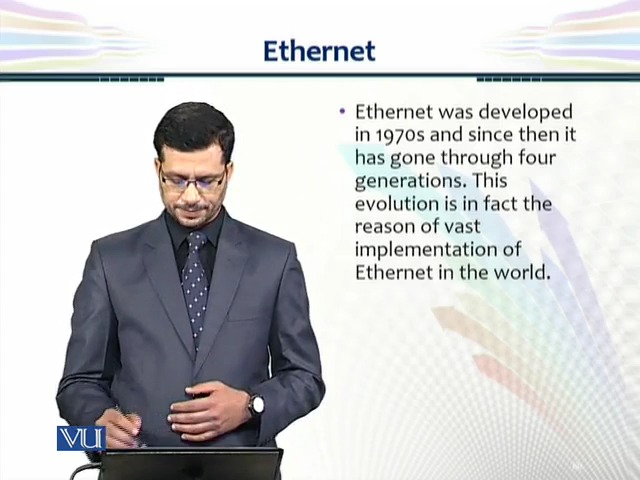 Ethernet
• Ethernet was developed
in 1970s and since then it
has gone through four
generations. This
evolution is in fact the
reason of vast
implementation of
Ethernet in the world.
VU